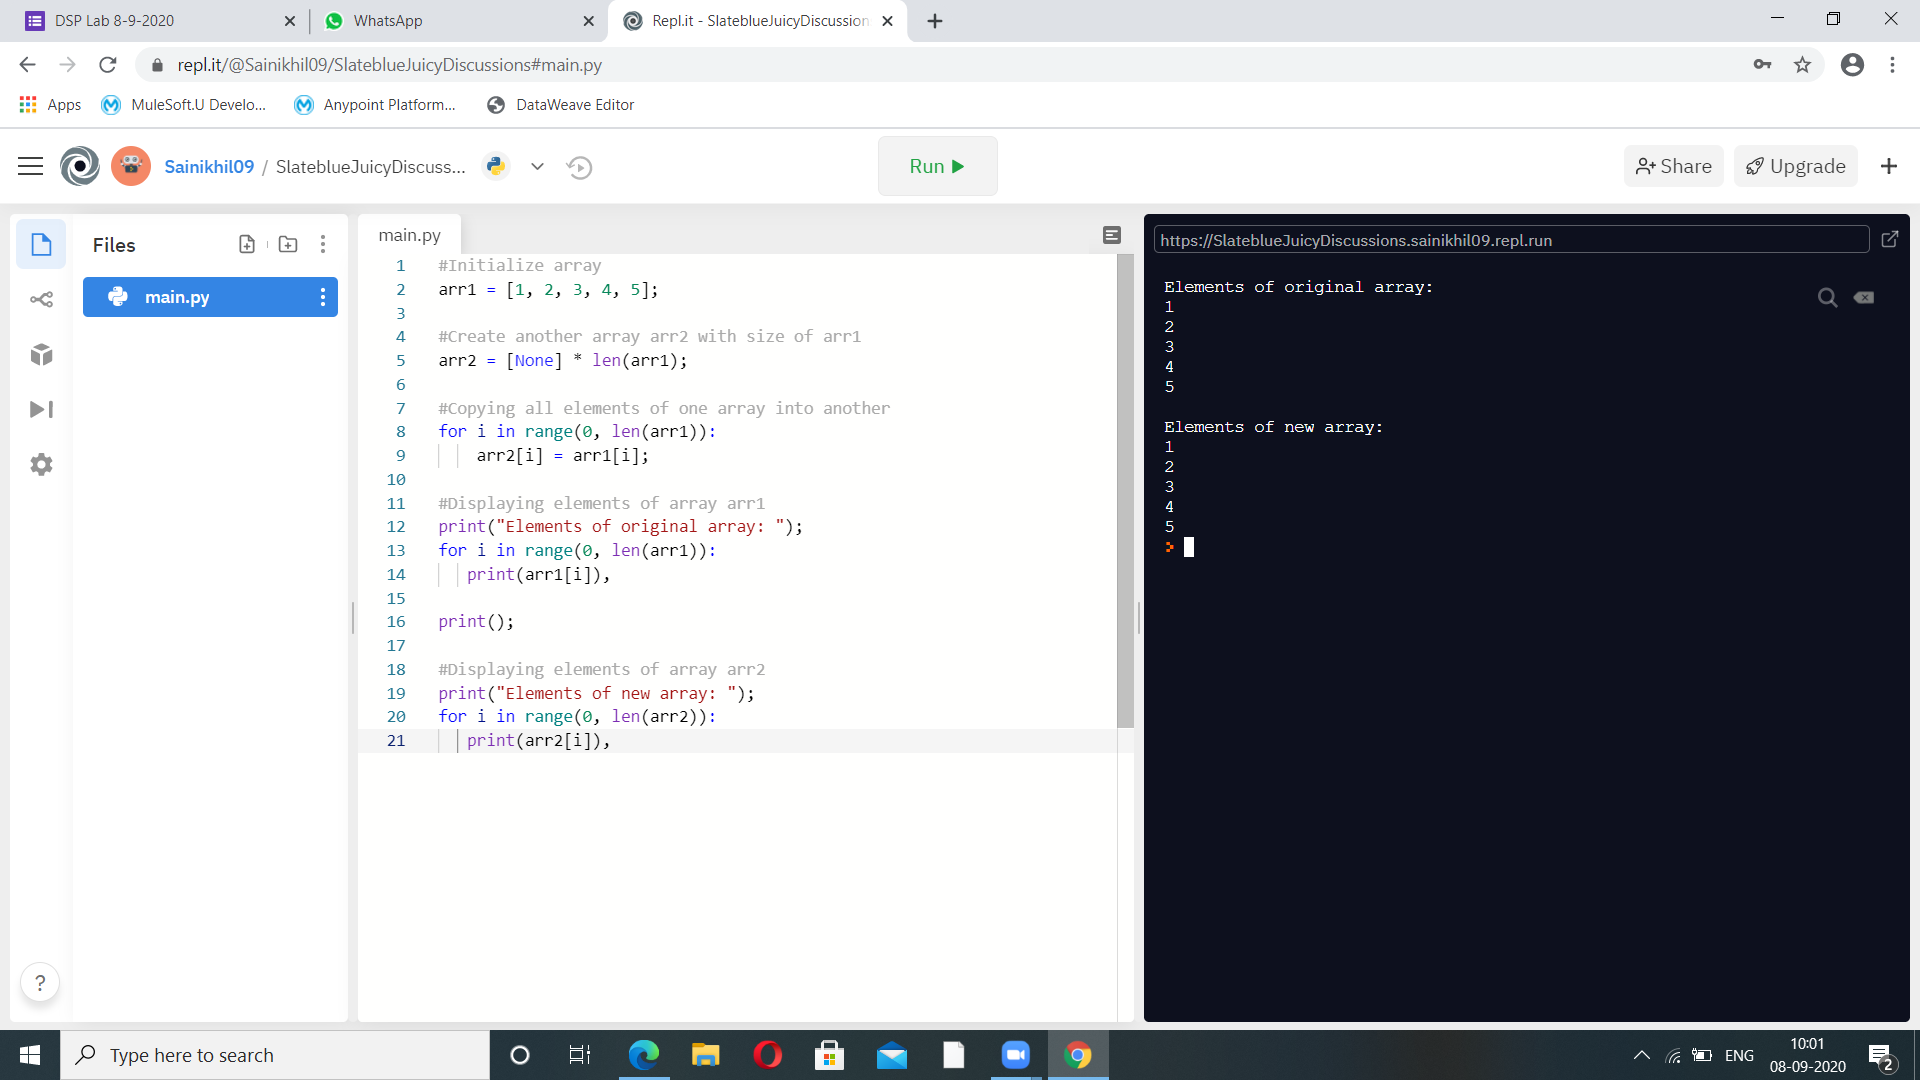 DSP Lab 8-9-2020
WhatsApp
Repl.it - SlateblueJuicyDiscussion
repl.it/@Sainikhil09/SlateblueJuicyDiscussions#main.py
Apps
MuleSoft.U Develo...
Anypoint Platform...
DataWeave Editor
Sainikhil09 / SlateblueJuicyDiscuss...
Run
Share
Upgrade
Files
main.py
main.py
1 #Initialize array
2 arr1 = [1, 2, 3, 4, 5];
3
4 #Create another array arr2 with size of arr1
5 arr2 = [None] * len(arr1);
6
7 #Copying all elements of one array into another
8 for i in range(0, len(arr1)):
9     arr2[i] = arr1[i];
10
11 #Displaying elements of array arr1
12 print("Elements of original array: ");
13 for i in range(0, len(arr1)):
14    print(arr1[i]),
15
16 print();
17
18 #Displaying elements of array arr2
19 print("Elements of new array: ");
20 for i in range(0, len(arr2)):
21    print(arr2[i]),
https://SlateblueJuicyDiscussions.sainikhil09.repl.run
Elements of original array:
1
2
3
4
5
Elements of new array:
1
2
3
4
5
>
?
Type here to search
ENG
10:01
08-09-2020
2